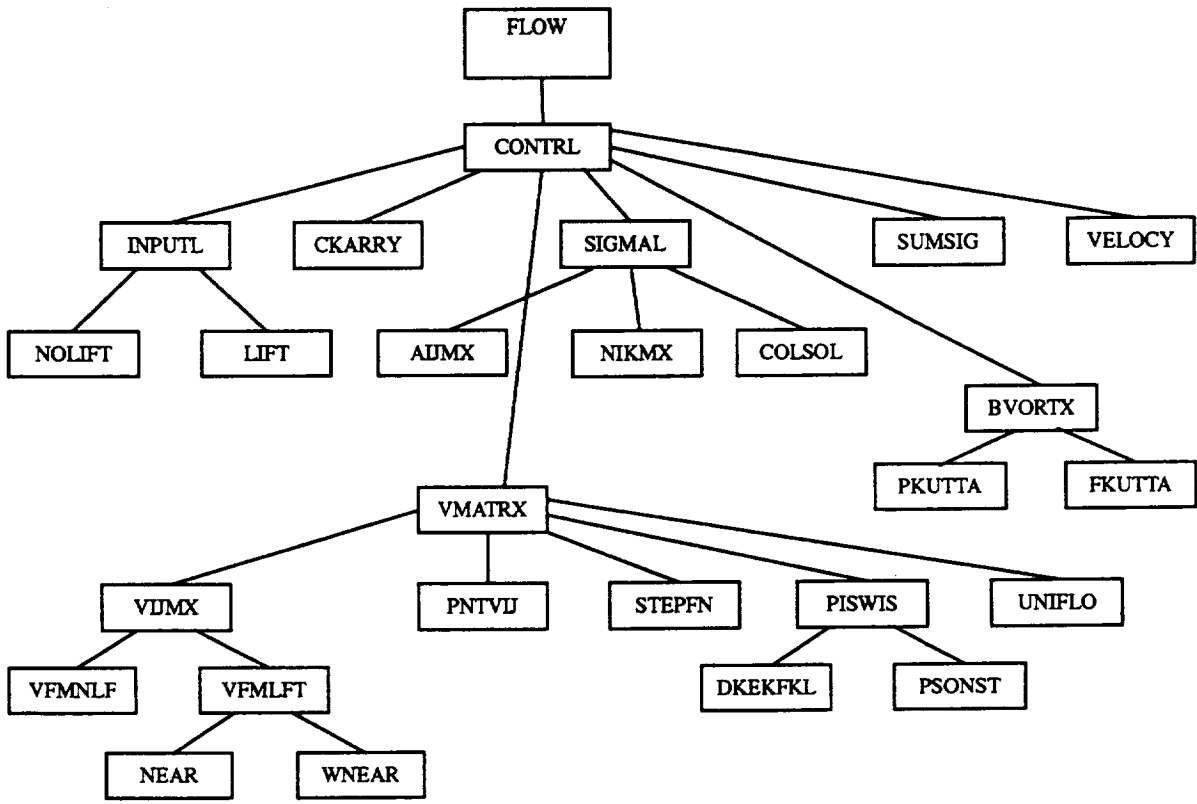 FLOW
CONTRL
INPUTL
CKARRY
SIGMAL
SUMSIG
VELOCY
NOLIFT
LIFT
AIJMX
NIKMX
COLSOL
BVORTX
PKUTTA
FKUTTA
VMATRX
VIJMX
PNTVIJ
STEPFN
PISWIS
UNIFLO
VFMNLF
VFMLFT
DKEKFKL
PSONST
NEAR
WNEAR